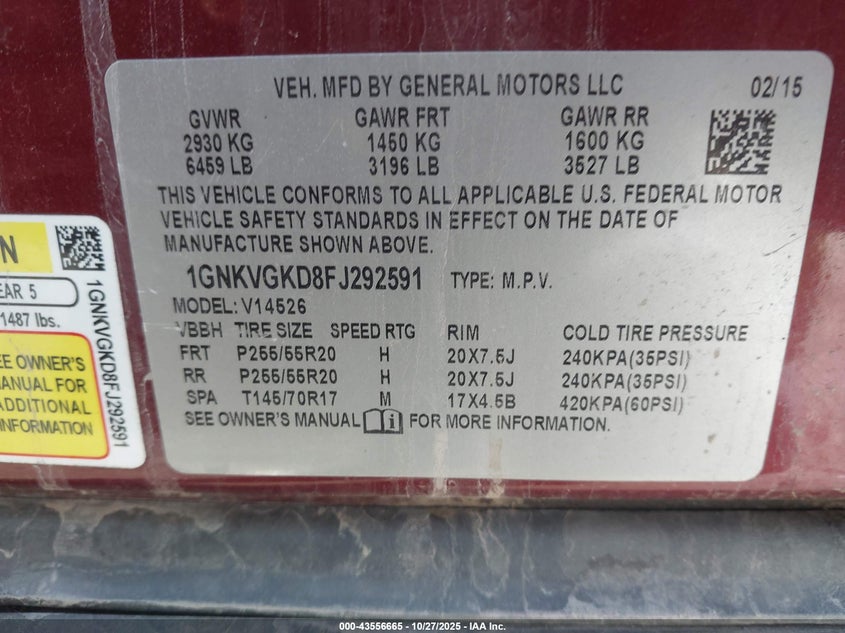 VEH. MFD BY GENERAL MOTORS LLC 02/15
GVWR GAWR FRT GAWR RR
2930 KG 1450 KG 1600 KG
6459 LB 3196 LB 3527 LB
THIS VEHICLE CONFORMS TO ALL APPLICABLE U.S. FEDERAL MOTOR
VEHICLE SAFETY STANDARDS IN EFFECT ON THE DATE OF
MANUFACTURE SHOWN ABOVE.
1GNKVGKD8FJ292591 TYPE: M.P.V.
MODEL: V14526
VBBH TIRE SIZE SPEED RTG RIM COLD TIRE PRESSURE
FRT P255/55R20 H 20X7.5J 240KPA(35PSI)
RR P255/55R20 H 20X7.5J 240KPA(35PSI)
SPA T145/70R17 M 17X4.5B 420KPA(60PSI)
SEE OWNER'S MANUAL i FOR MORE INFORMATION.
N
EAR 5
1487 lbs.
EE OWNER'S
MANUAL FOR
ADDITIONAL
INFORMATION
1GNKVGKD8FJ292591
000-43556665 | 10/27/2025 | IAA Inc.